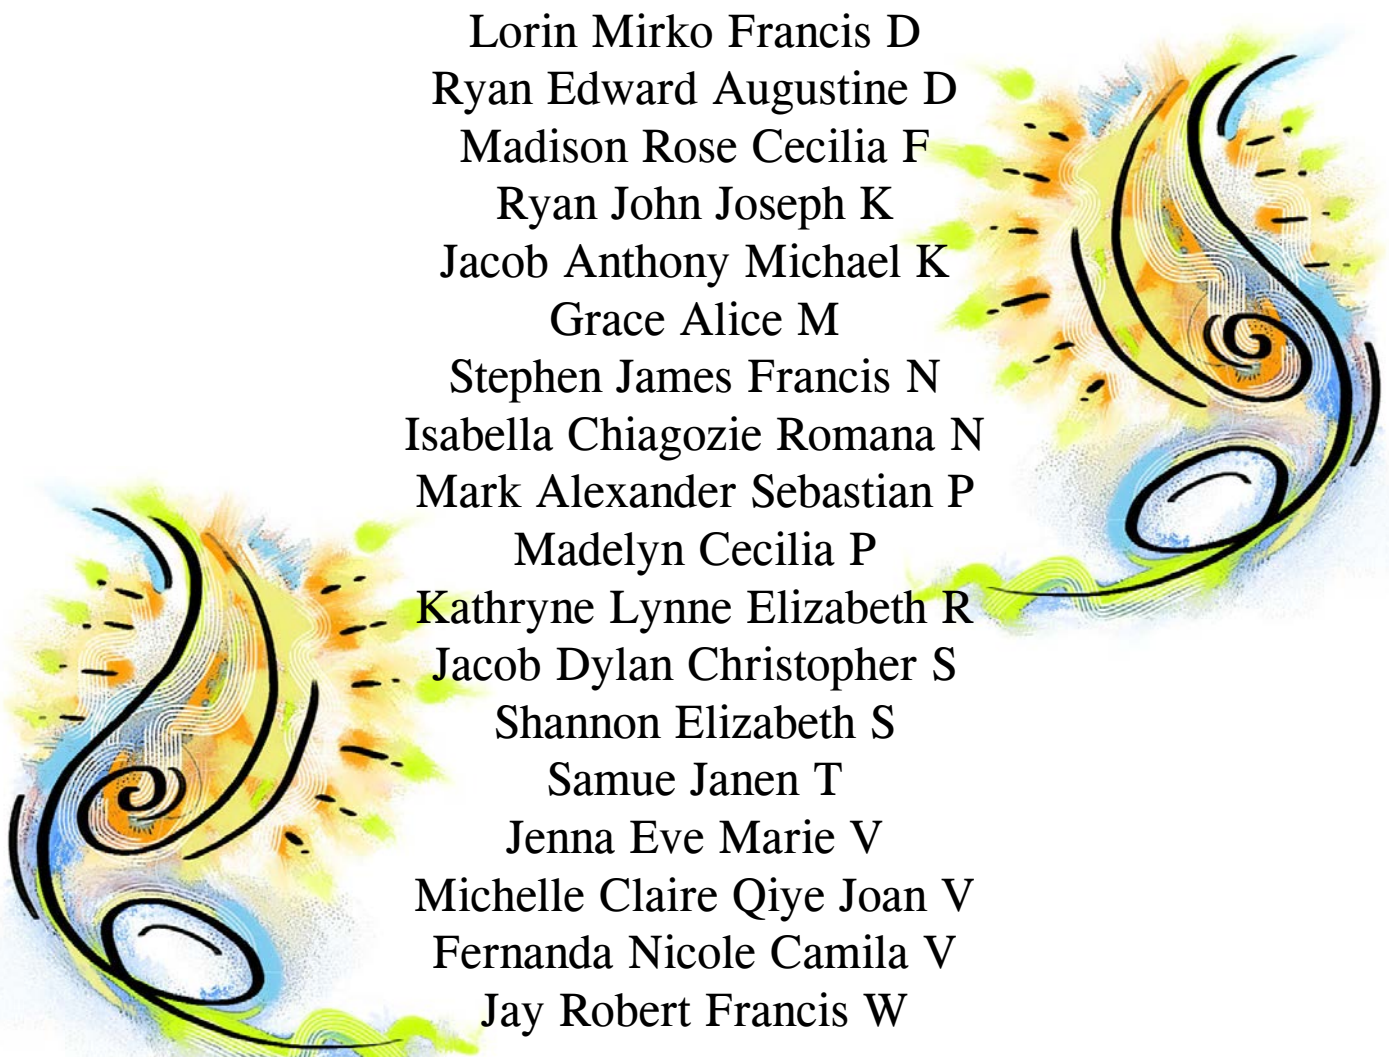 Lorin Mirko Francis D
Ryan Edward Augustine D
Madison Rose Cecilia F
Ryan John Joseph K
Jacob Anthony Michael K
Grace Alice M
Stephen James Francis N
Isabella Chiagozie Romana N
Mark Alexander Sebastian P
Madelyn Cecilia P
Kathryne Lynne Elizabeth R
Jacob Dylan Christopher S
Shannon Elizabeth S
Samue Janen T
Jenna Eve Marie V
Michelle Claire Qiye Joan V
Fernanda Nicole Camila V
Jay Robert Francis W